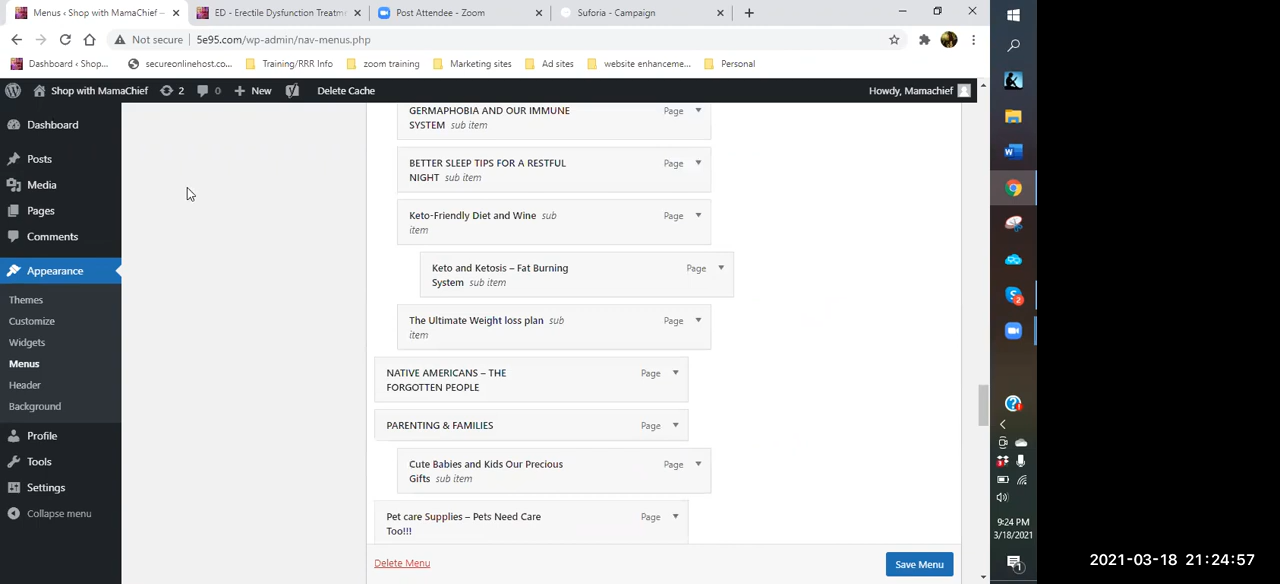 Menus ‹ Shop with MamaChief –
ED - Erectile Dysfunction Treatm
Post Attendee - Zoom
Suforia - Campaign
Not secure
5e95.com/wp-admin/nav-menus.php
Dashboard ‹ Shop...
secureonlinehost.co...
Training/RRR Info
zoom training
Marketing sites
Ad sites
website enhanceme...
Personal
Shop with MamaChief
2
0
New
Delete Cache
Howdy, Mamachief
Dashboard
Posts
Media
Pages
Comments
Appearance
Themes
Customize
Widgets
Menus
Header
Background
Profile
Tools
Settings
Collapse menu
GERMAPHOBIA AND OUR IMMUNE
SYSTEM sub item
Page
BETTER SLEEP TIPS FOR A RESTFUL
NIGHT sub item
Page
Keto-Friendly Diet and Wine sub
item
Page
Keto and Ketosis – Fat Burning
System sub item
Page
The Ultimate Weight loss plan sub
item
Page
NATIVE AMERICANS – THE
FORGOTTEN PEOPLE
Page
PARENTING & FAMILIES
Page
Cute Babies and Kids Our Precious
Gifts sub item
Page
Pet care Supplies – Pets Need Care
Too!!!
Page
Delete Menu
Save Menu
9:24 PM
3/18/2021
2021-03-18 21:24:57